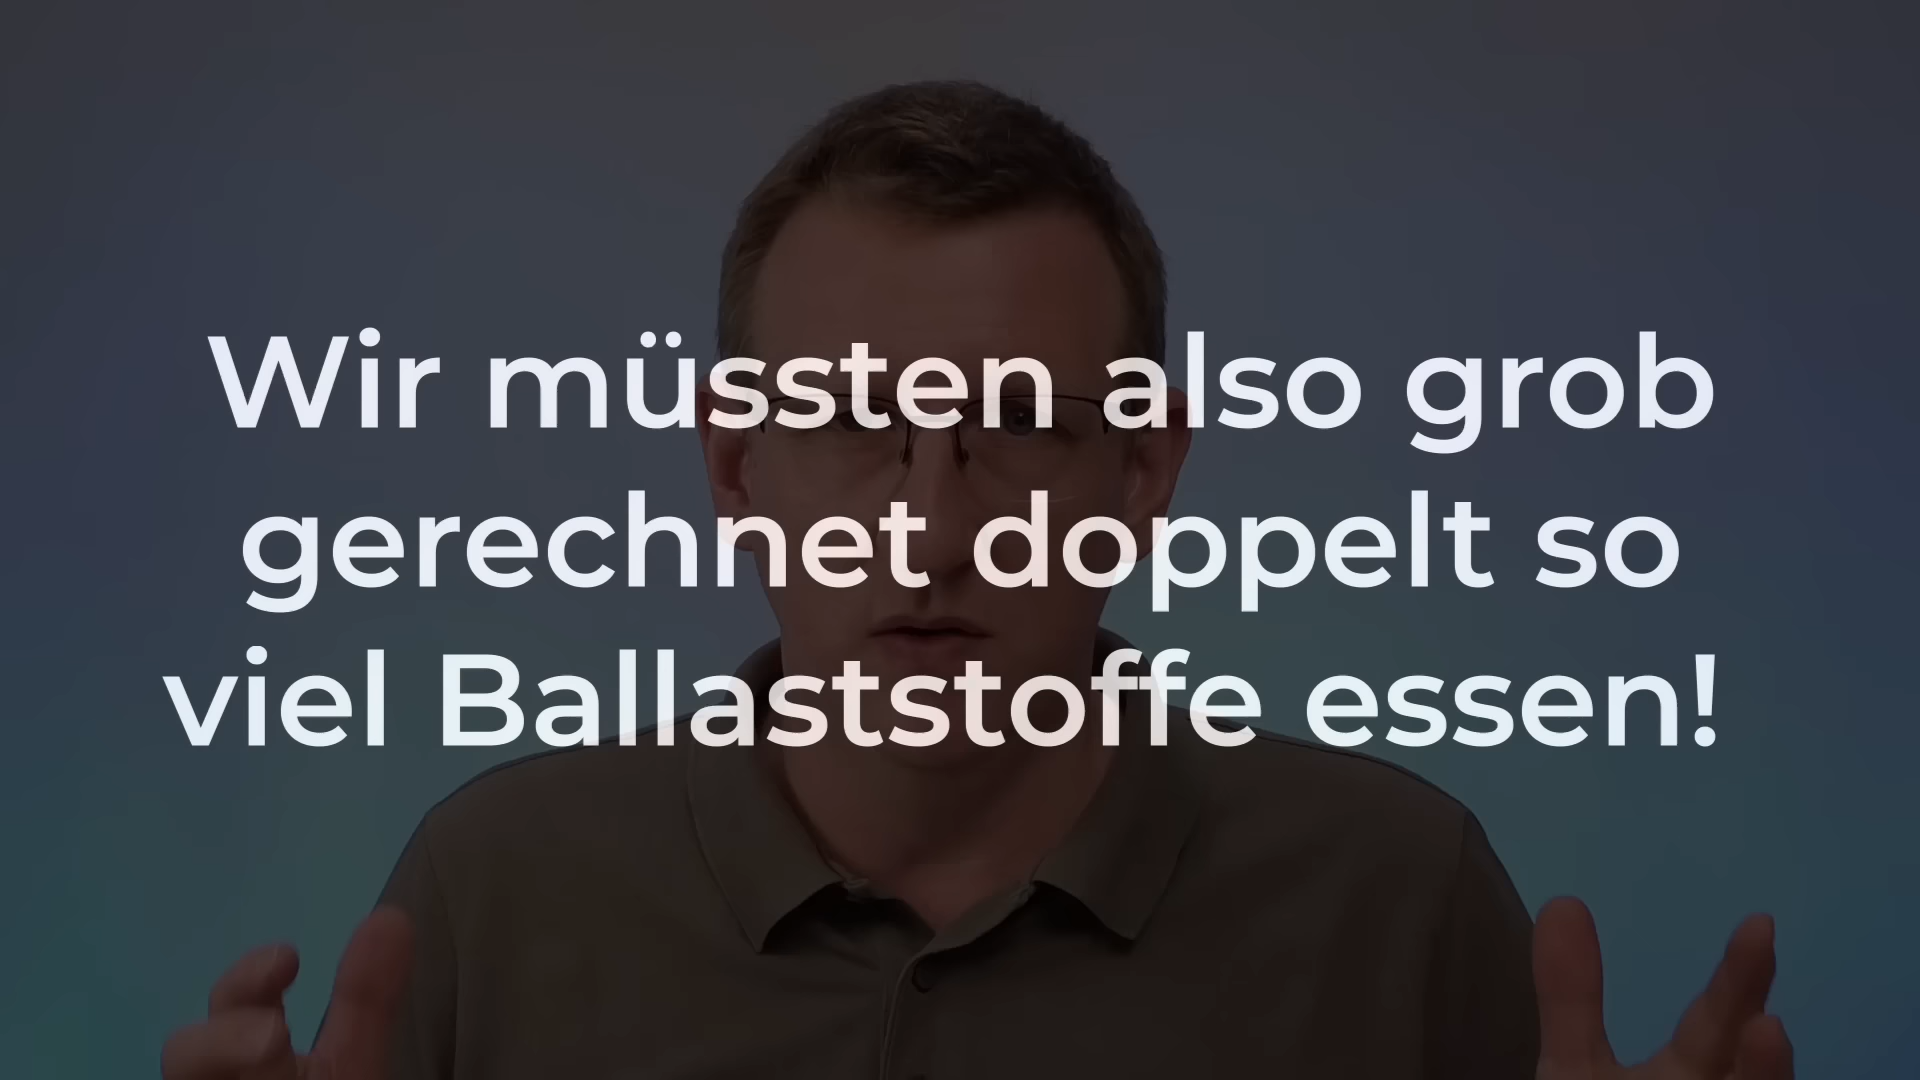 Wir müssten also grob
gerechnet doppelt so
viel Ballaststoffe essen!